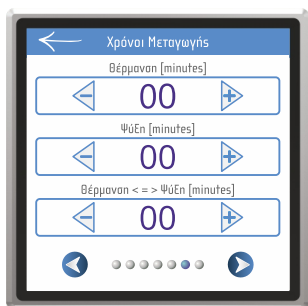 Χρόνοι Μεταγωγής
Θέρμανση [minutes]
- 00 +
Ψύξη [minutes]
- 00 +
Θέρμανση < = > Ψύξη [minutes]
- 00 +